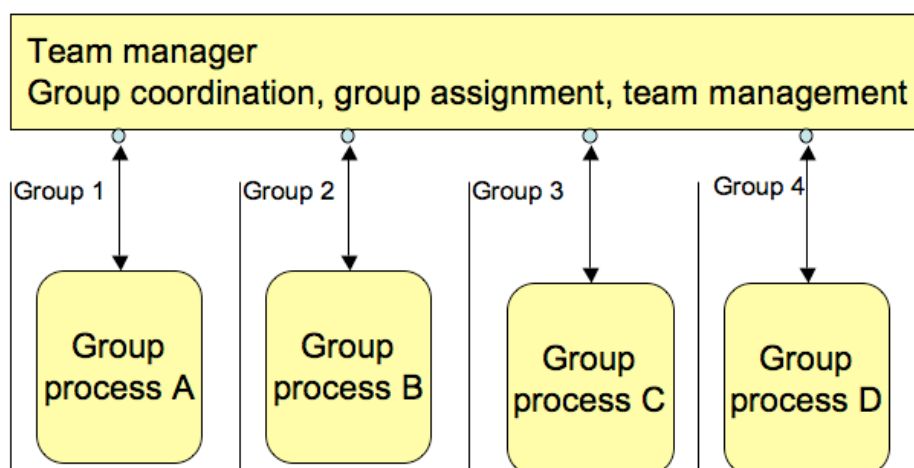 Team manager
Group coordination, group assignment, team management
Group 1
Group 2
Group 3
Group 4
Group
process A
Group
process B
Group
process C
Group
process D